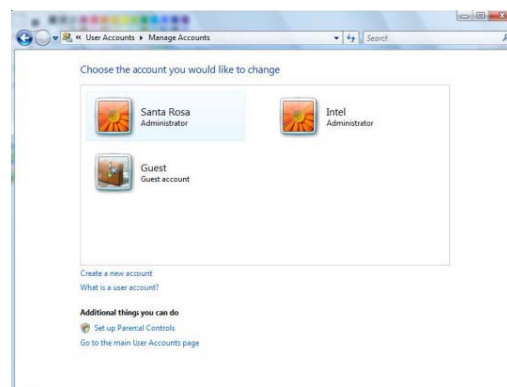 « User Accounts ▸ Manage Accounts
Search
Choose the account you would like to change
Santa Rosa
Administrator
Intel
Administrator
Guest
Guest account
Create a new account
What is a user account?
Additional things you can do
Set up Parental Controls
Go to the main User Accounts page